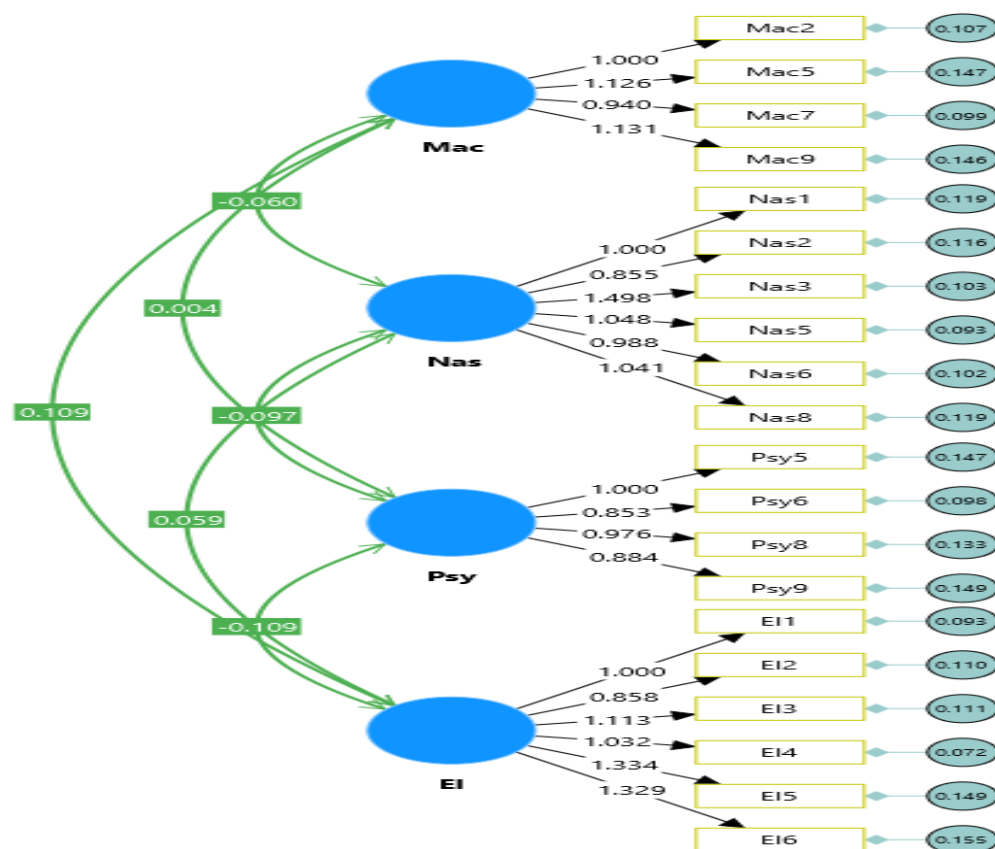 Mac2 0.107
1.000
Mac5 0.147
1.126
0.940
Mac7 0.099
1.131
Mac
Mac9 0.146
-0.060
Nas1 0.119
1.000
Nas2 0.116
0.855
Nas3 0.103
1.498
0.004
1.048
Nas5 0.093
0.988
Nas
1.041
Nas6 0.102
0.109
-0.097
Nas8 0.119
Psy5 0.147
1.000
Psy6 0.098
0.853
0.059
0.976
Psy8 0.133
0.884
Psy
Psy9 0.149
EI1 0.093
-0.109
1.000
EI2 0.110
0.858
EI3 0.111
1.113
1.032
EI4 0.072
1.334
EI
1.329
EI5 0.149
EI6 0.155